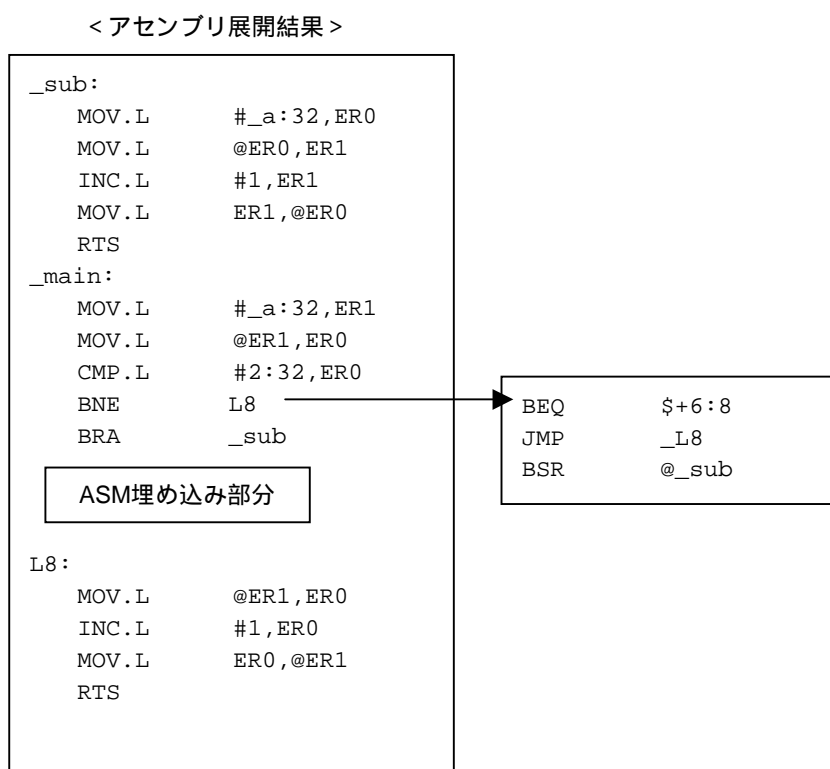 <アセンブリ展開結果>
_sub:
MOV.L #_a:32,ER0
MOV.L @ER0,ER1
INC.L #1,ER1
MOV.L ER1,@ER0
RTS
_main:
MOV.L #_a:32,ER1
MOV.L @ER1,ER0
CMP.L #2:32,ER0
BNE L8
BRA _sub
ASM埋め込み部分
L8:
MOV.L @ER1,ER0
INC.L #1,ER0
MOV.L ER0,@ER1
RTS
BEQ $+6:8
JMP _L8
BSR @_sub